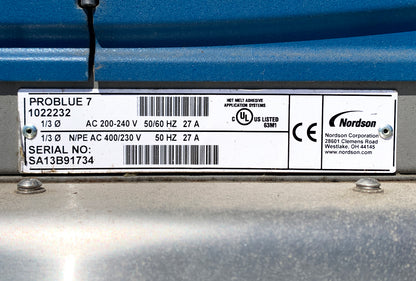 PROBLUE 7
1022232
1/3 Ø AC 200-240 V 50/60 HZ 27 A
1/3 Ø N/PE AC 400/230 V 50 HZ 27 A
SERIAL NO:
SA13B91734
HOT MELT ADHESIVE
APPLICATION SYSTEMS
C UL US LISTED
63M1
CE
Nordson
Nordson Corporation
28601 Clemens Road
Westlake, OH 44145
www.nordson.com